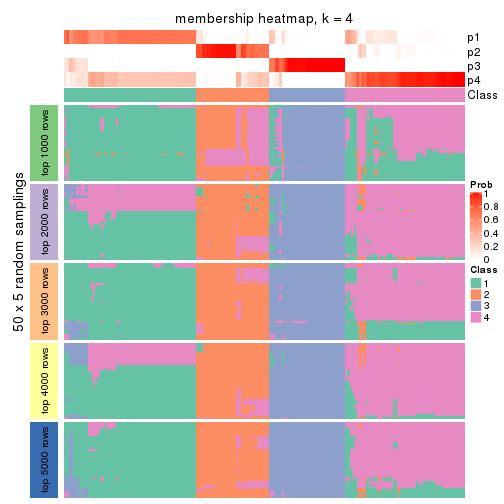 membership heatmap, k = 4
p1
p2
p3
p4
Class
50 x 5 random samplings
top 1000 rows
top 2000 rows
top 3000 rows
top 4000 rows
top 5000 rows
Prob
1
0.8
0.6
0.4
0.2
0
Class
1
2
3
4